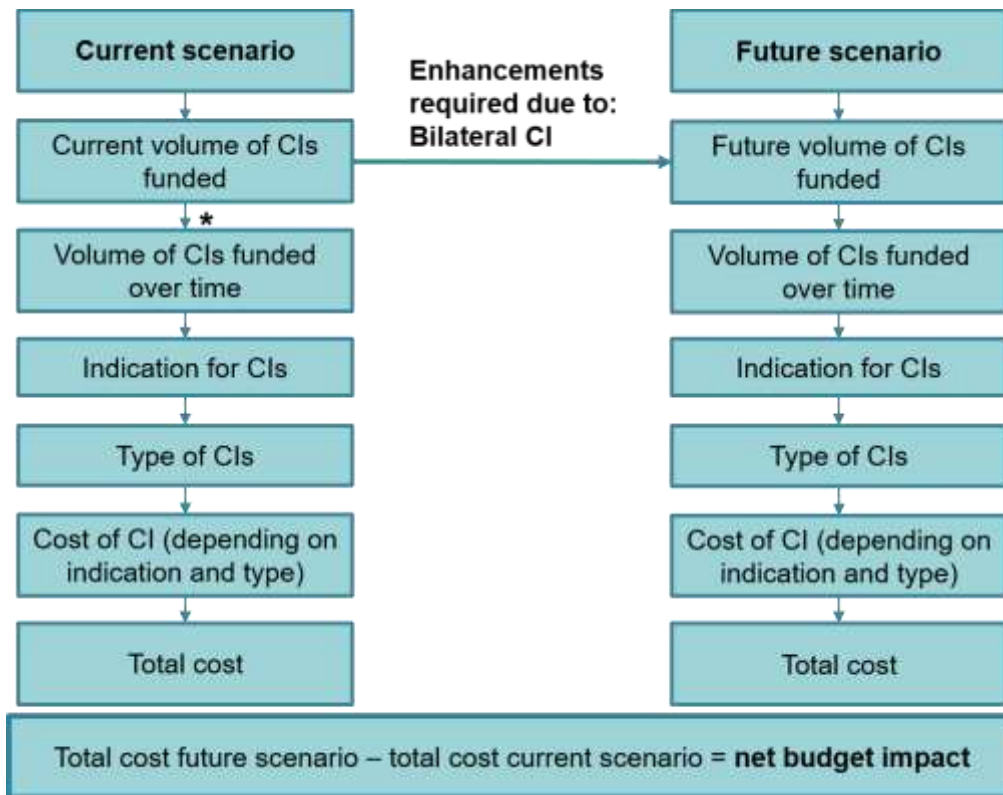 Current scenario
Current volume of CIs
funded
*
Volume of CIs funded
over time
Indication for CIs
Type of CIs
Cost of CI (depending on
indication and type)
Total cost
Enhancements
required due to:
Bilateral CI
Future scenario
Future volume of CIs
funded
Volume of CIs funded
over time
Indication for CIs
Type of CIs
Cost of CI (depending on
indication and type)
Total cost
Total cost future scenario – total cost current scenario = net budget impact